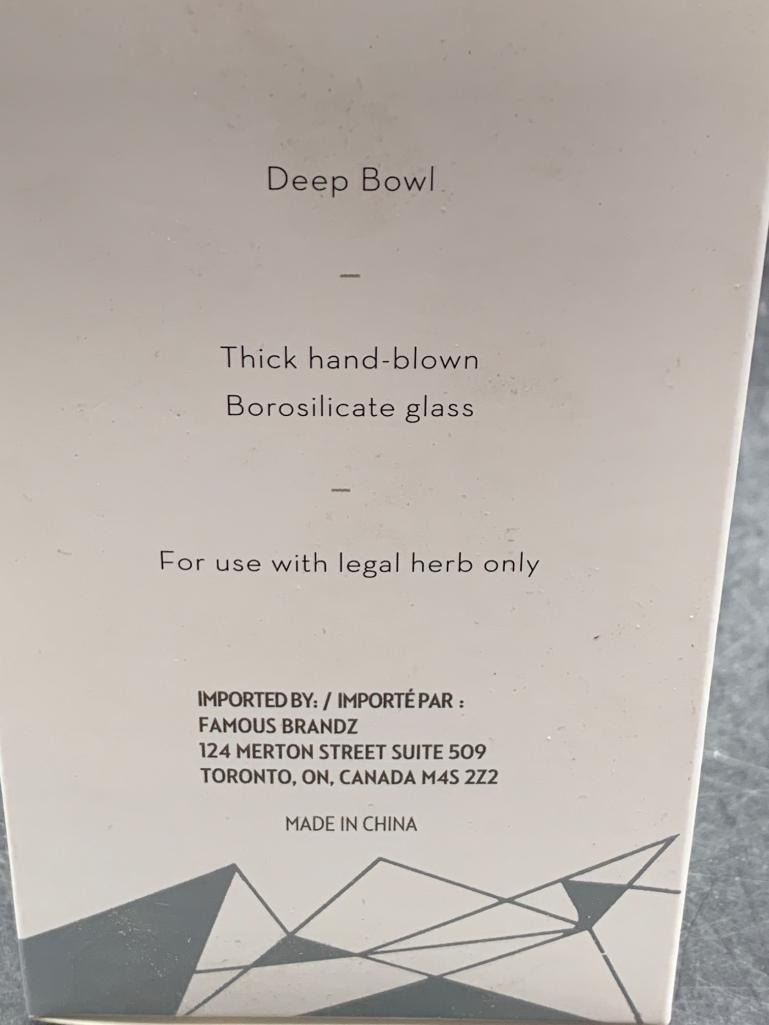 Deep Bowl
Thick hand-blown
Borosilicate glass
For use with legal herb only
IMPORTED BY: / IMPORTÉ PAR :
FAMOUS BRANDZ
124 MERTON STREET SUITE 509
TORONTO, ON, CANADA M4S 2Z2
MADE IN CHINA